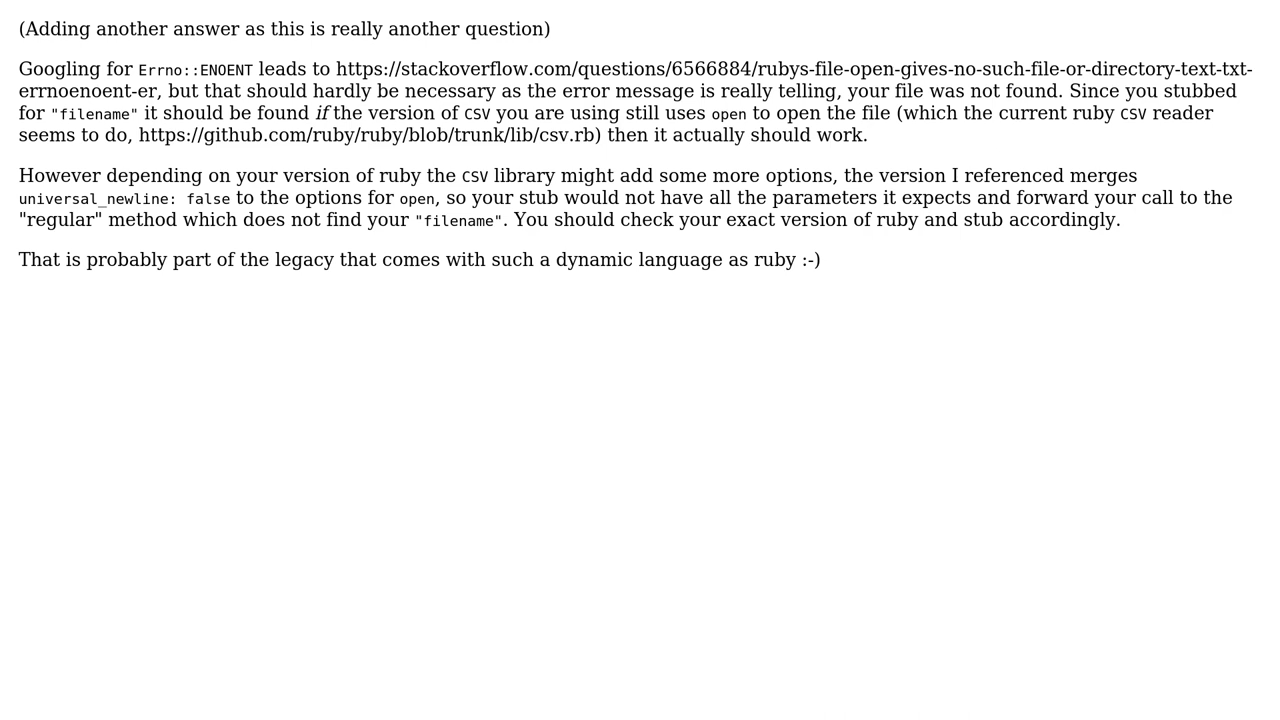 (Adding another answer as this is really another question)
Googling for Errno::ENOENT leads to https://stackoverflow.com/questions/6566884/rubys-file-open-gives-no-such-file-or-directory-text-txt-
errnoenoent-er, but that should hardly be necessary as the error message is really telling, your file was not found. Since you stubbed
for "filename" it should be found if the version of CSV you are using still uses open to open the file (which the current ruby CSV reader
seems to do, https://github.com/ruby/ruby/blob/trunk/lib/csv.rb) then it actually should work.
However depending on your version of ruby the CSV library might add some more options, the version I referenced merges
universal_newline: false to the options for open, so your stub would not have all the parameters it expects and forward your call to the
"regular" method which does not find your "filename". You should check your exact version of ruby and stub accordingly.
That is probably part of the legacy that comes with such a dynamic language as ruby :-)